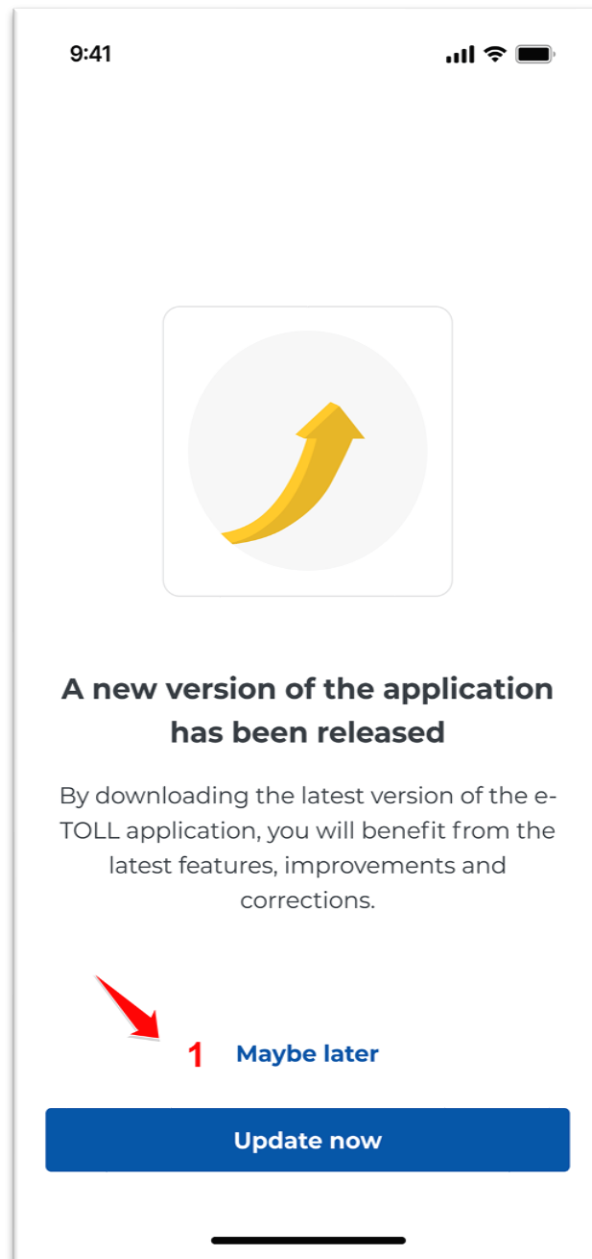 9:41
A new version of the application
has been released
By downloading the latest version of the e-
TOLL application, you will benefit from the
latest features, improvements and
corrections.
1 Maybe later
Update now